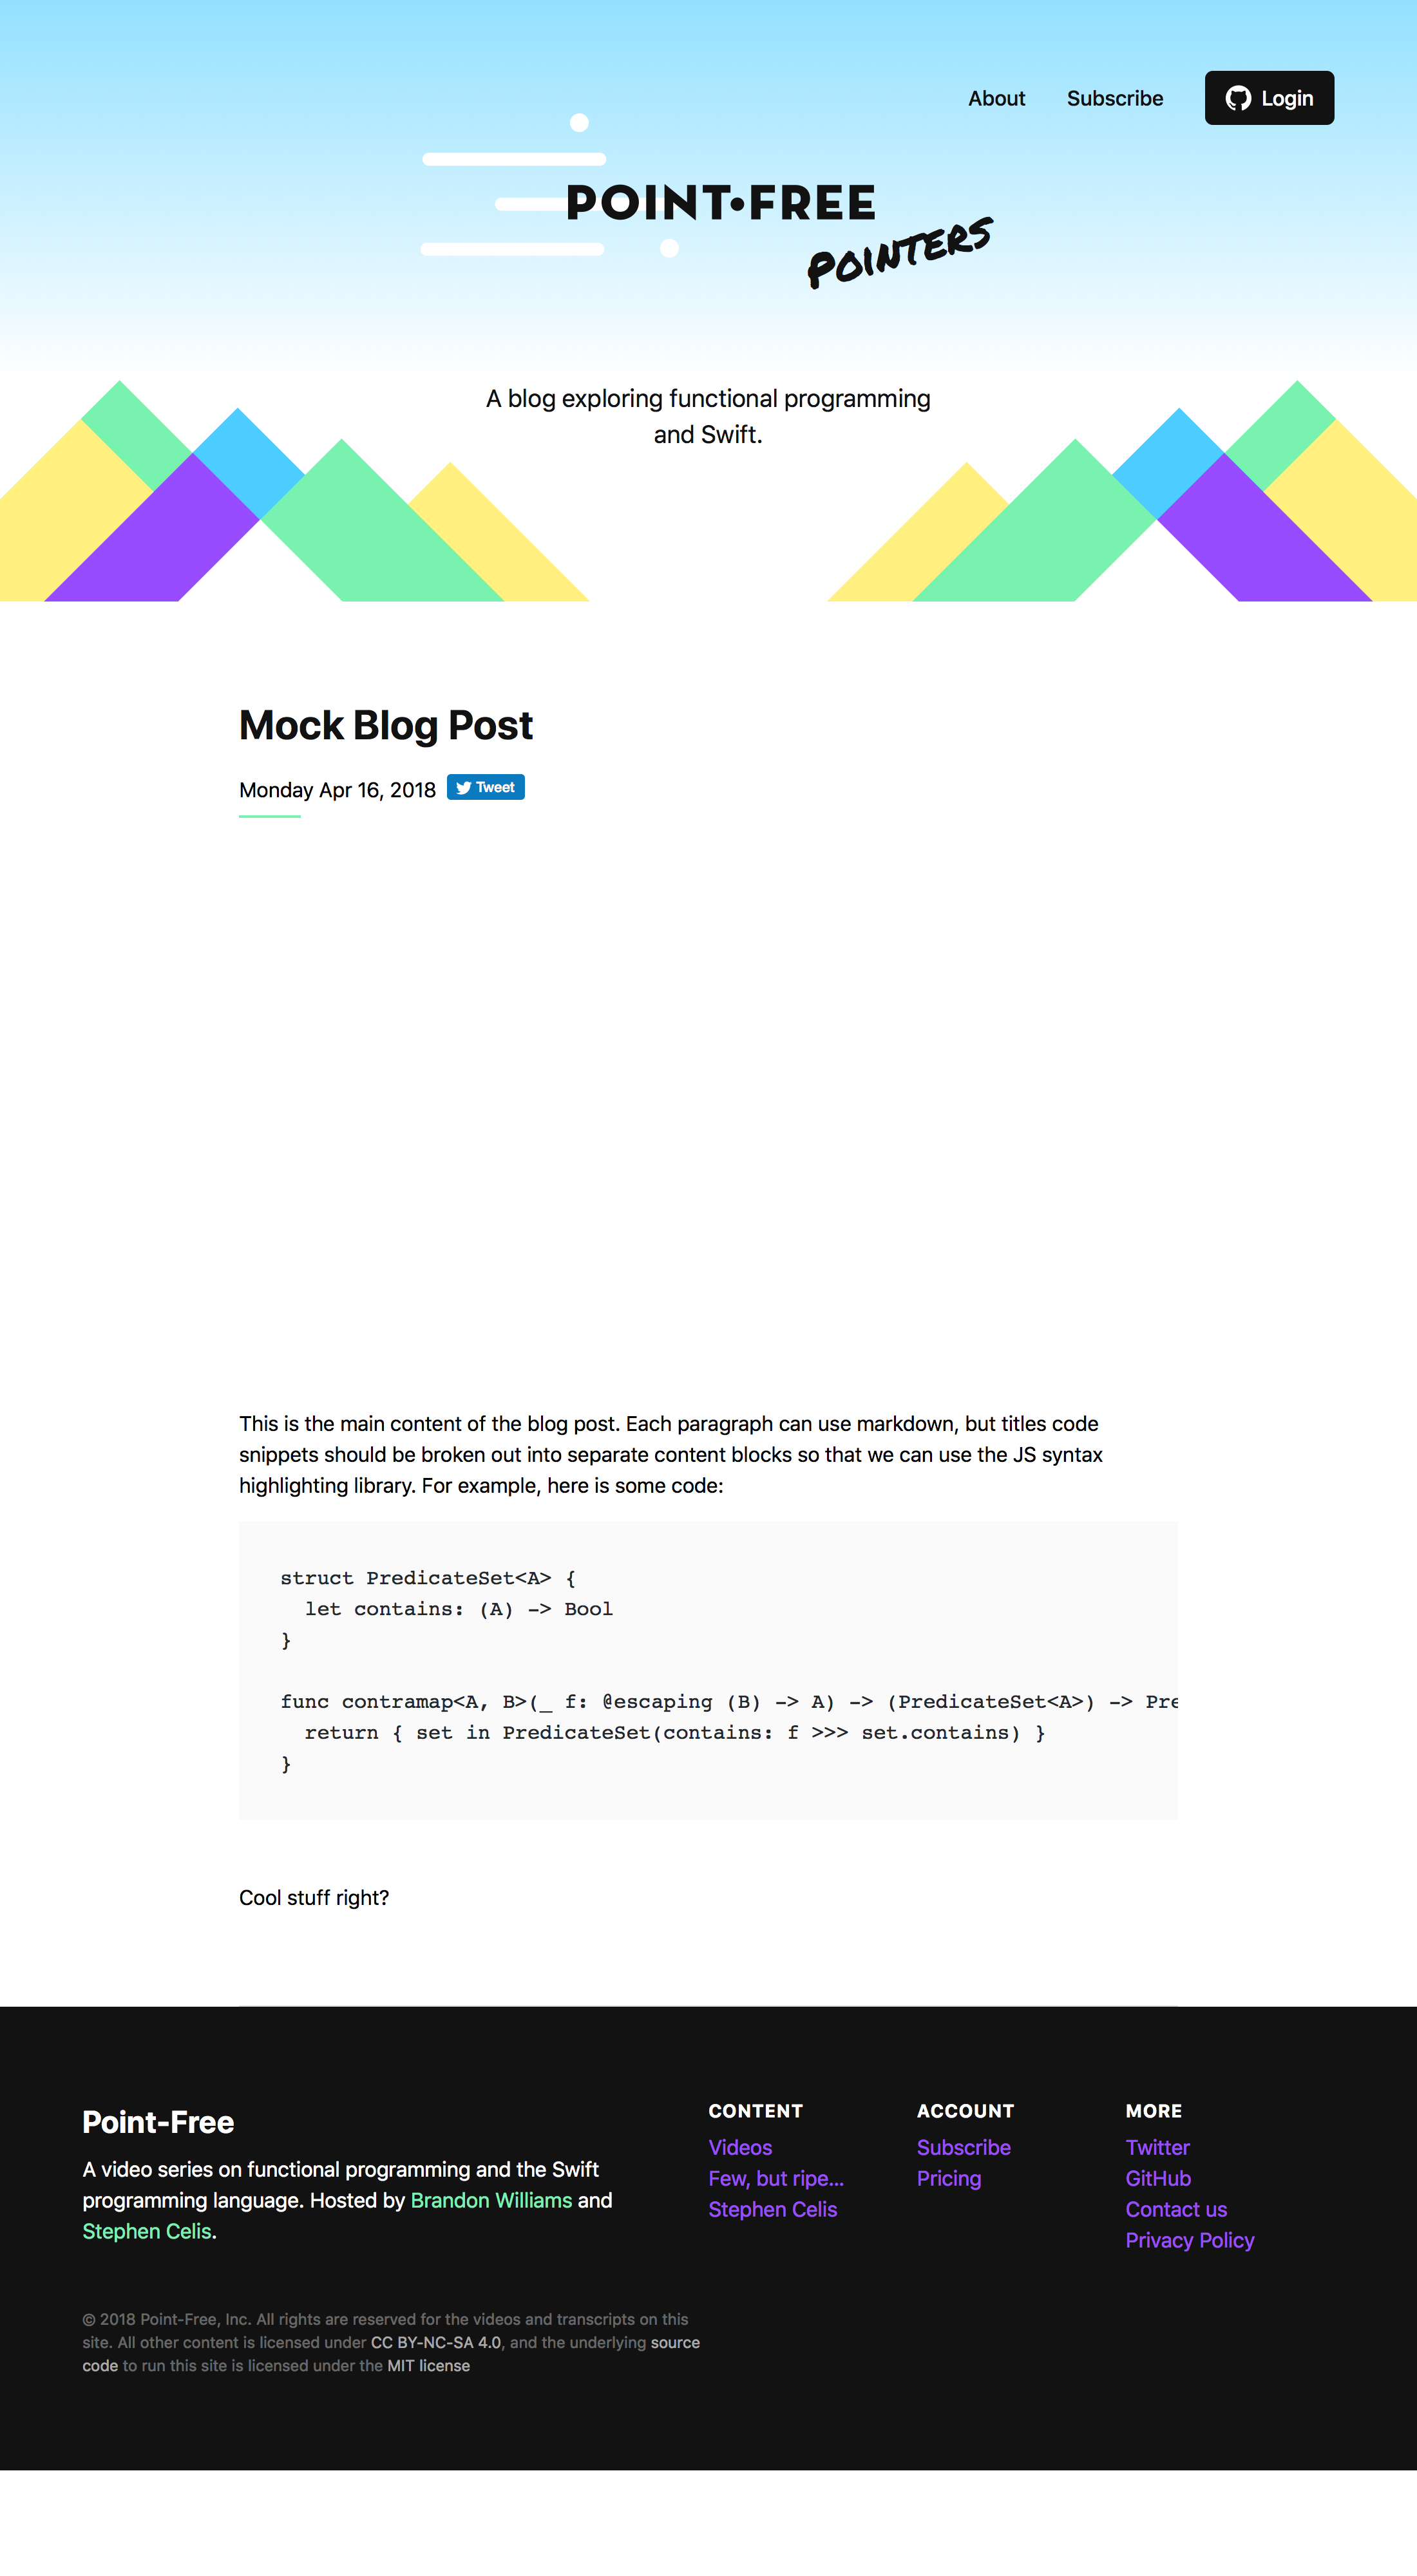 About Subscribe Login
POINT•FREE
POINTERS
A blog exploring functional programming
and Swift.
Mock Blog Post
Monday Apr 16, 2018 Tweet
This is the main content of the blog post. Each paragraph can use markdown, but titles code
snippets should be broken out into separate content blocks so that we can use the JS syntax
highlighting library. For example, here is some code:
struct PredicateSet<A> {
  let contains: (A) -> Bool
}
func contramap<A, B>(_ f: @escaping (B) -> A) -> (PredicateSet<A>) -> Pre
  return { set in PredicateSet(contains: f >>> set.contains) }
}
Cool stuff right?
Point-Free
A video series on functional programming and the Swift
programming language. Hosted by Brandon Williams and
Stephen Celis.
CONTENT
Videos
Few, but ripe...
Stephen Celis
ACCOUNT
Subscribe
Pricing
MORE
Twitter
GitHub
Contact us
Privacy Policy
© 2018 Point-Free, Inc. All rights are reserved for the videos and transcripts on this
site. All other content is licensed under CC BY-NC-SA 4.0, and the underlying source
code to run this site is licensed under the MIT license